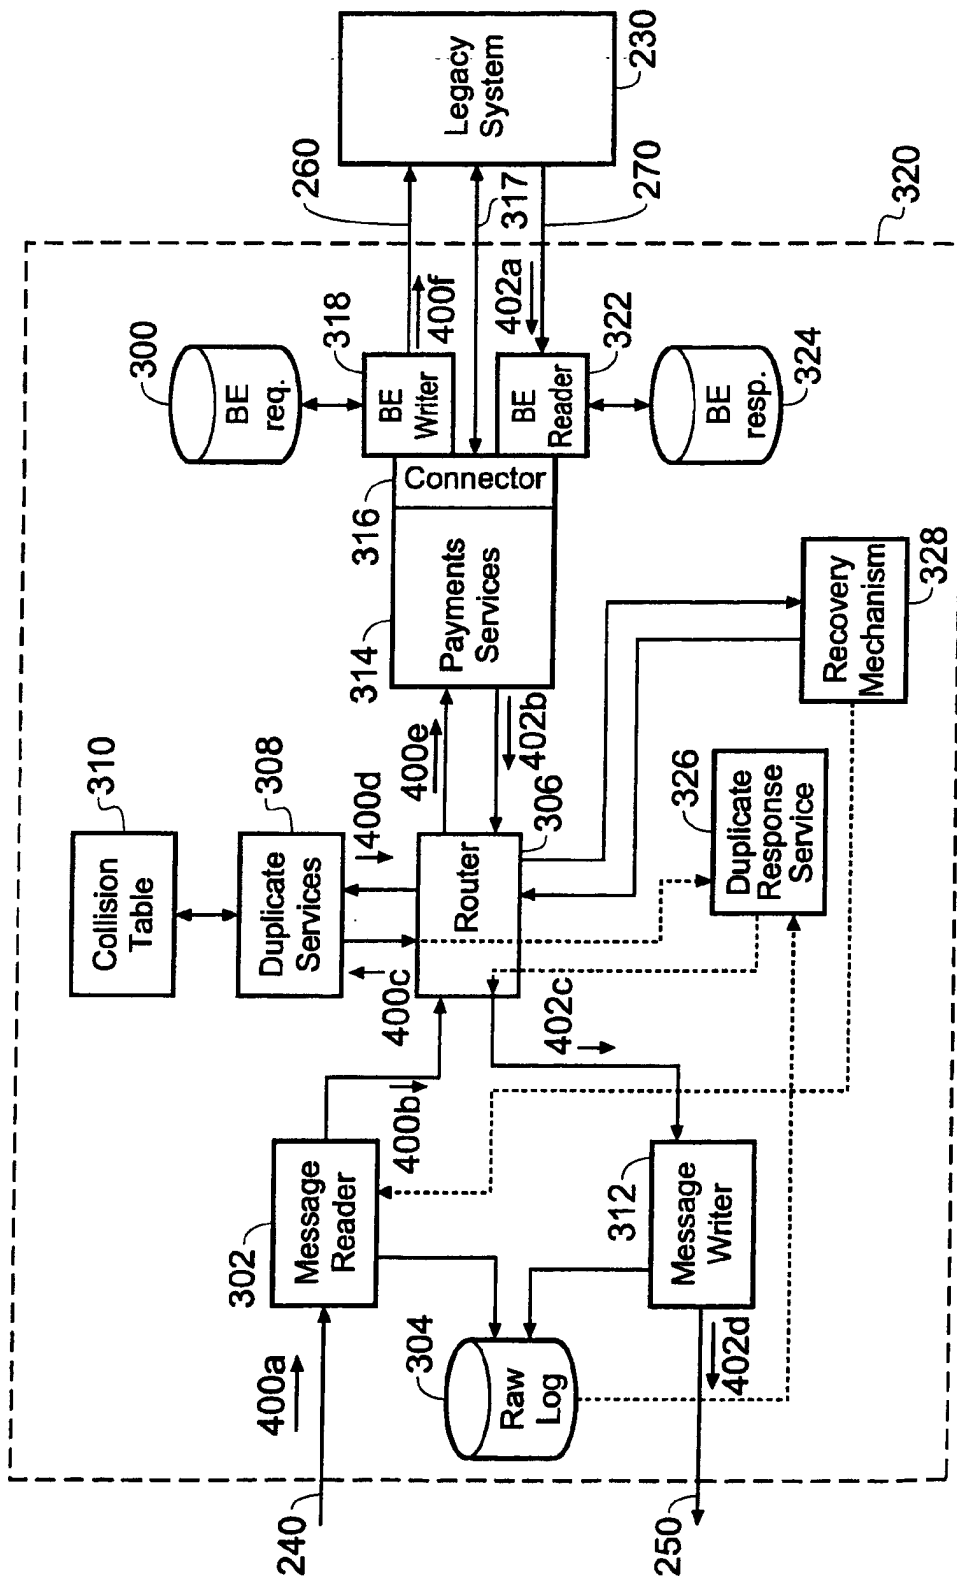 310
Collision
Table
308
Duplicate
Services
400d
400c
302
Message
Reader
240
400a
400b
304
Raw
Log
Router
306
400e
402b
402c
314
Payments
Services
316
Connector
300
BE
req.
318
BE
Writer
400f
260
317
402a
BE
Reader
322
BE
resp.
324
270
Legacy
System
230
320
312
Message
Writer
402d
250
326
Duplicate
Response
Service
Recovery
Mechanism
328